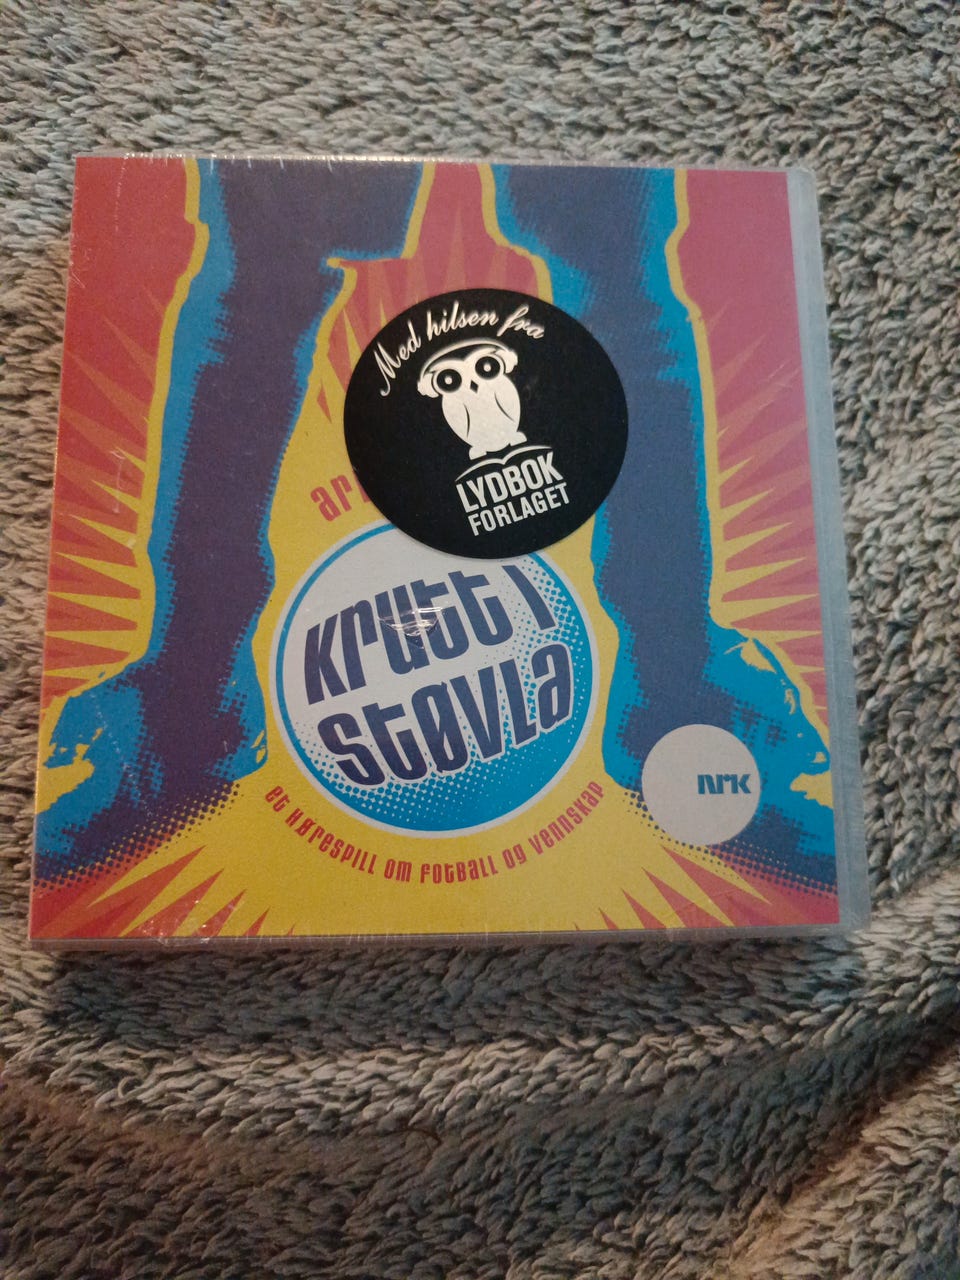 Med hilsen fra
LYDBOK
FORLAGET
Krutt i
støvla
nrk
et hørespill om fotball og vennskap